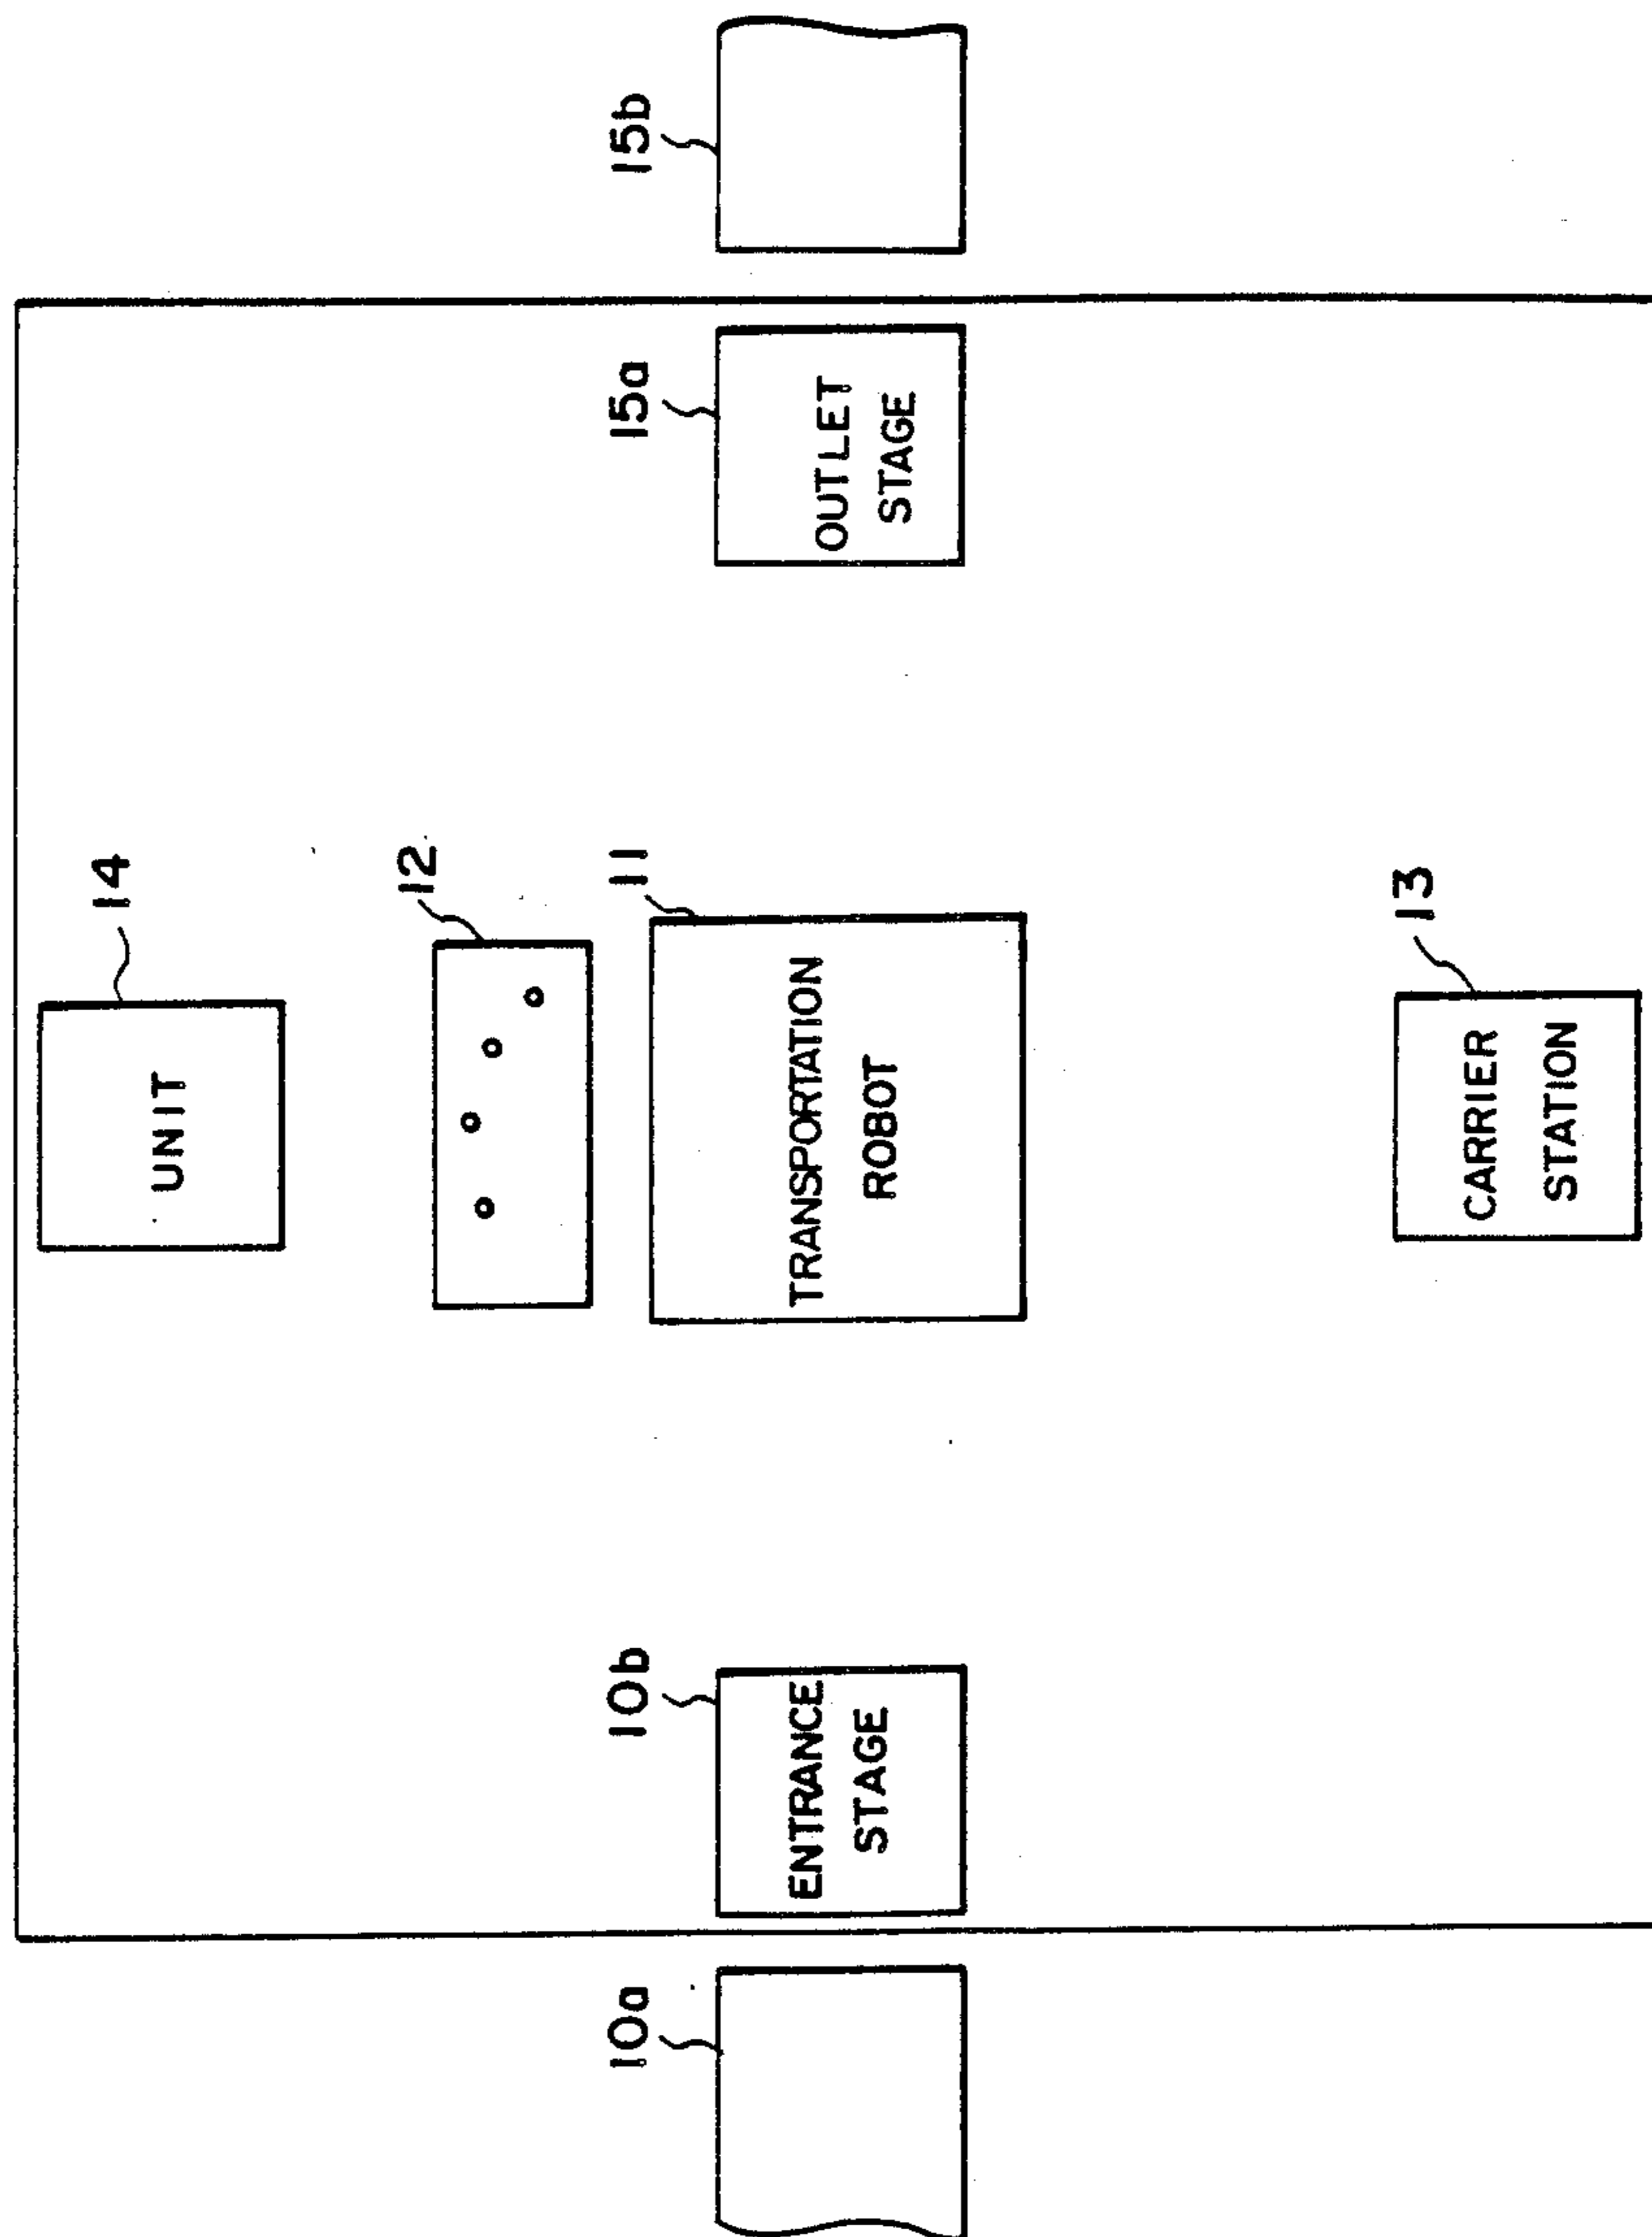 14
UNIT
12
11
TRANSPORTATION
ROBOT
10a
10b
ENTRANCE
STAGE
15a
OUTLET
STAGE
15b
13
CARRIER
STATION